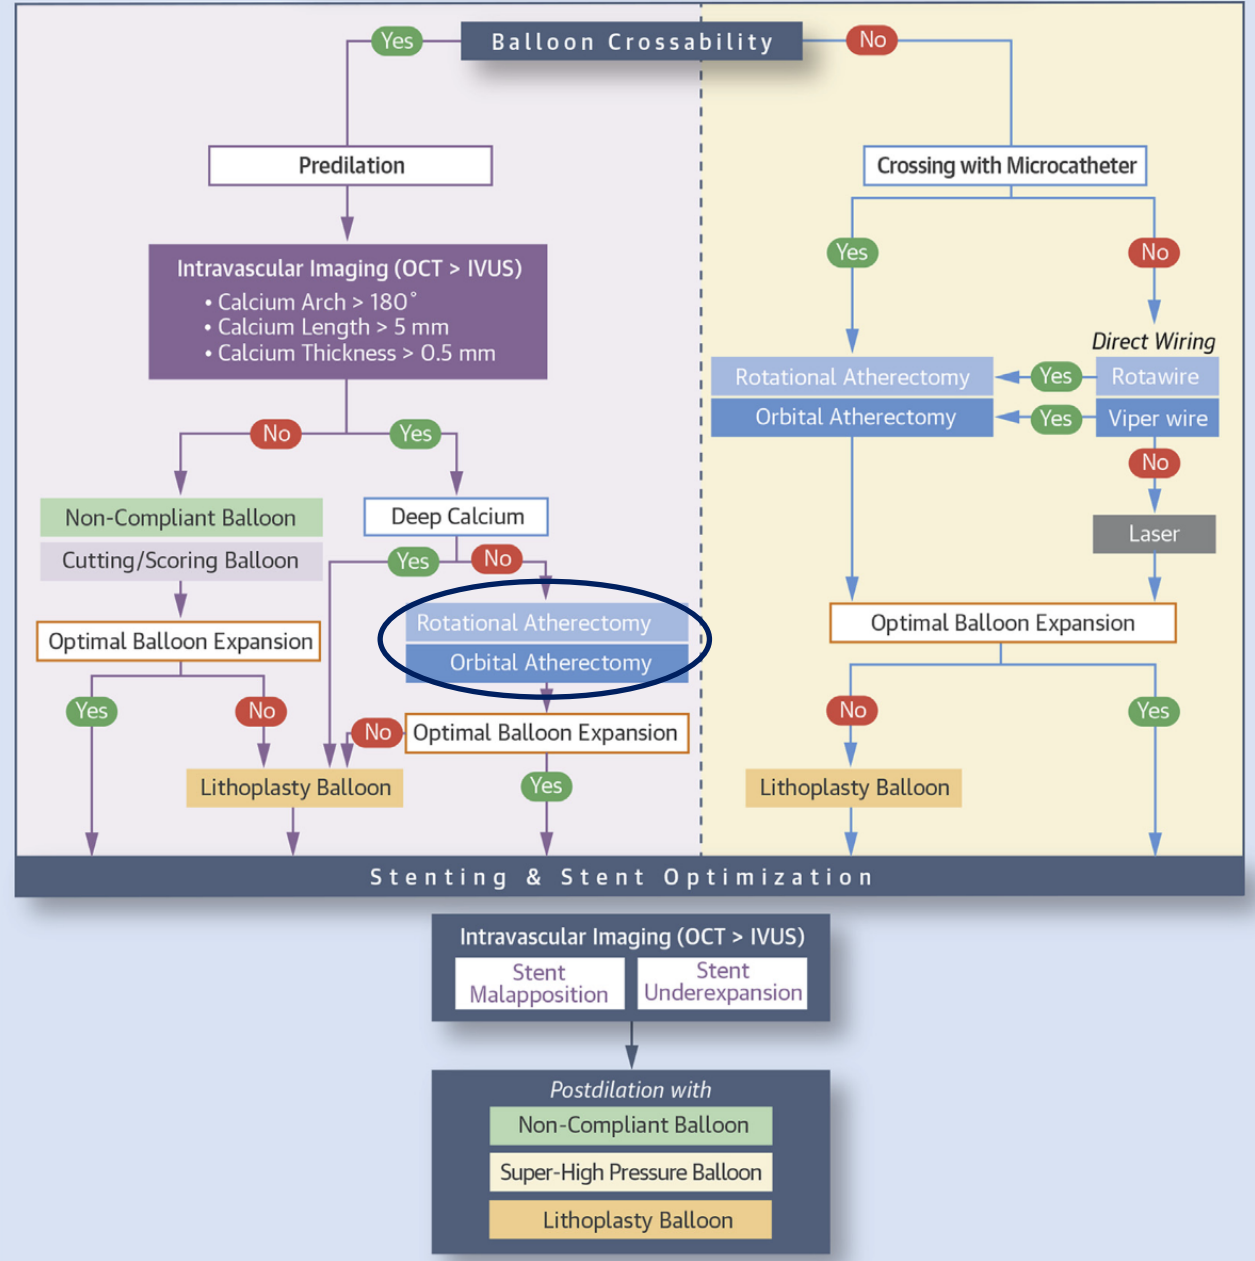 Yes
Balloon Crossability
No
Predilation
Crossing with Microcatheter
Intravascular Imaging (OCT > IVUS)
• Calcium Arch > 180°
• Calcium Length > 5 mm
• Calcium Thickness > 0.5 mm
Yes
No
Direct Wiring
Rotational Atherectomy
Yes
Rotawire
Orbital Atherectomy
Yes
Viper wire
No
Yes
No
Non-Compliant Balloon
Deep Calcium
Laser
Cutting/Scoring Balloon
Yes
No
Rotational Atherectomy
Orbital Atherectomy
Optimal Balloon Expansion
Optimal Balloon Expansion
Yes
No
No
Optimal Balloon Expansion
No
Yes
Lithoplasty Balloon
Yes
Lithoplasty Balloon
Stenting & Stent Optimization
Intravascular Imaging (OCT > IVUS)
Stent
Malapposition
Stent
Underexpansion
Postdilation with
Non-Compliant Balloon
Super-High Pressure Balloon
Lithoplasty Balloon